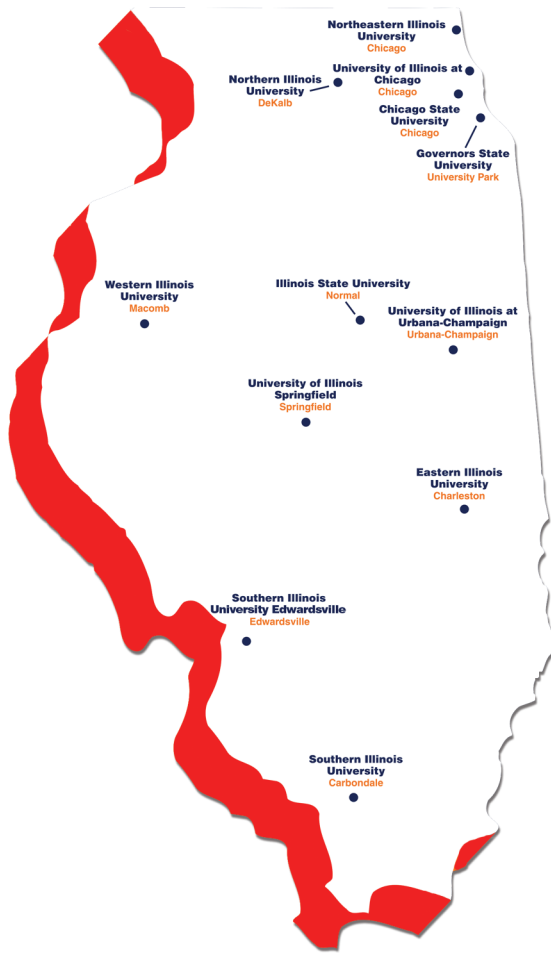 Northeastern Illinois
University
Chicago
University of Illinois at
Chicago
Chicago
Northern Illinois
University
DeKalb
Chicago State
University
Chicago
Governors State
University
University Park
Western Illinois
University
Macomb
Illinois State University
Normal
University of Illinois at
Urbana-Champaign
Urbana-Champaign
University of Illinois
Springfield
Springfield
Eastern Illinois
University
Charleston
Southern Illinois
University Edwardsville
Edwardsville
Southern Illinois
University
Carbondale